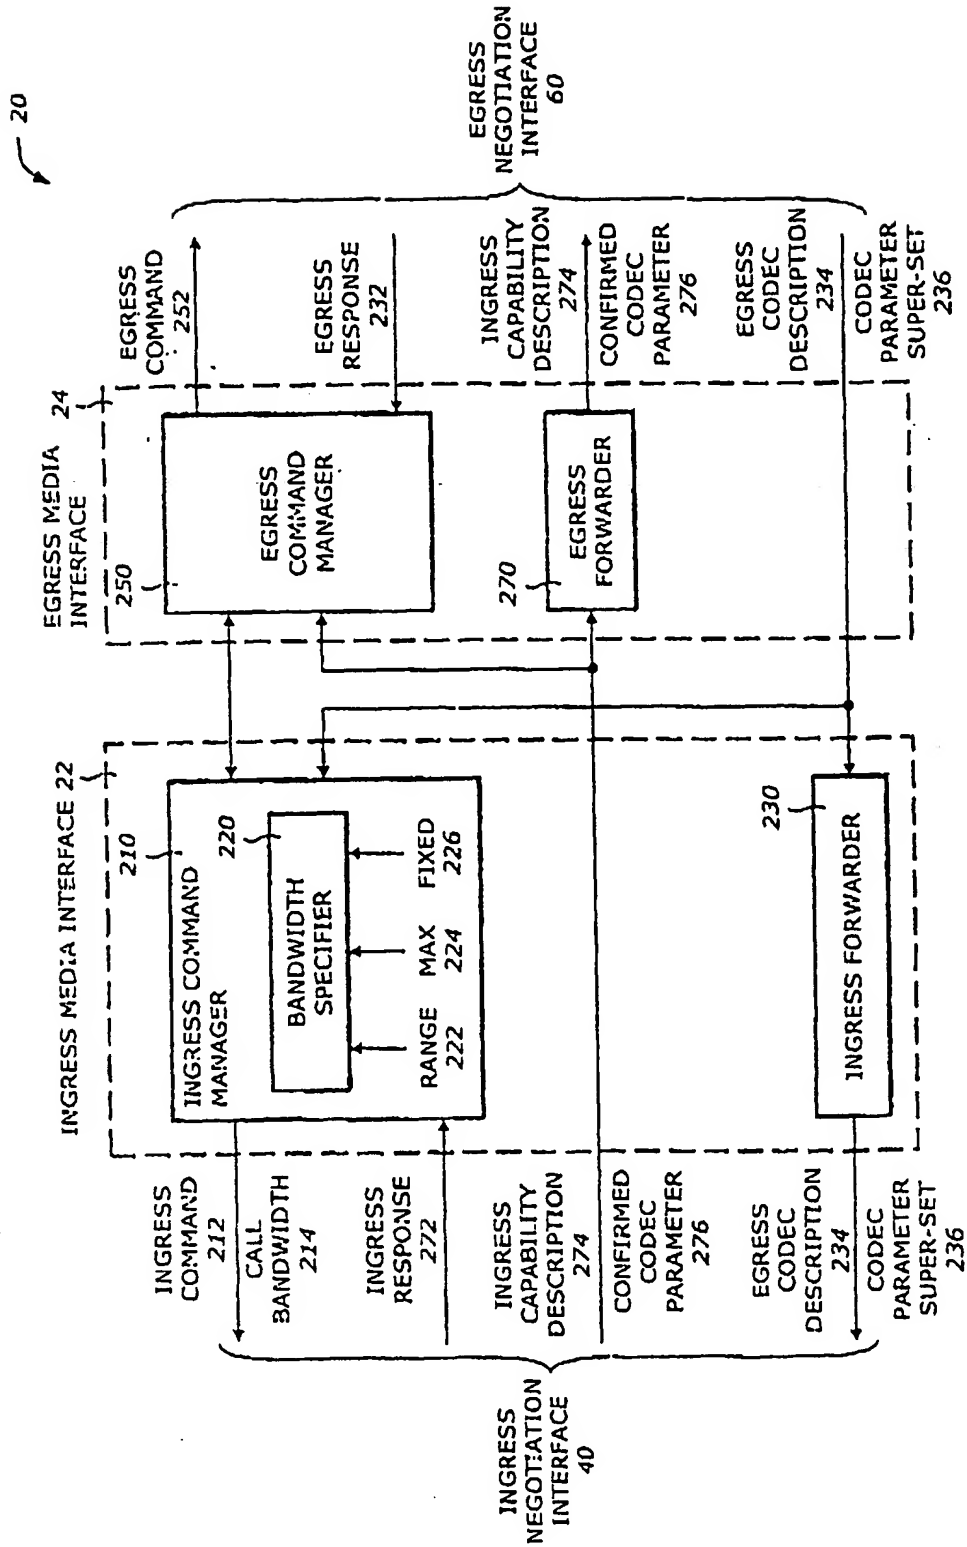 20
INGRESS MEDIA INTERFACE 22
EGRESS MEDIA
INTERFACE
24
INGRESS
COMMAND
212
CALL
BANDWIDTH
214
INGRESS
RESPONSE
272
INGRESS
CAPABILITY
DESCRIPTION
274
CONFIRMED
CODEC
PARAMETER
276
EGRESS
CODEC
DESCRIPTION
234
CODEC
PARAMETER
SUPER-SET
236
INGRESS
NEGOTIATION
INTERFACE
40
INGRESS COMMAND
MANAGER
210
220
BANDWIDTH
SPECIFIER
RANGE
222
MAX
224
FIXED
226
230
INGRESS FORWARDER
250
EGRESS
COMMAND
MANAGER
270
EGRESS
FORWARDER
EGRESS
COMMAND
252
EGRESS
RESPONSE
232
INGRESS
CAPABILITY
DESCRIPTION
274
CONFIRMED
CODEC
PARAMETER
276
EGRESS
CODEC
DESCRIPTION
234
CODEC
PARAMETER
SUPER-SET
236
EGRESS
NEGOTIATION
INTERFACE
60